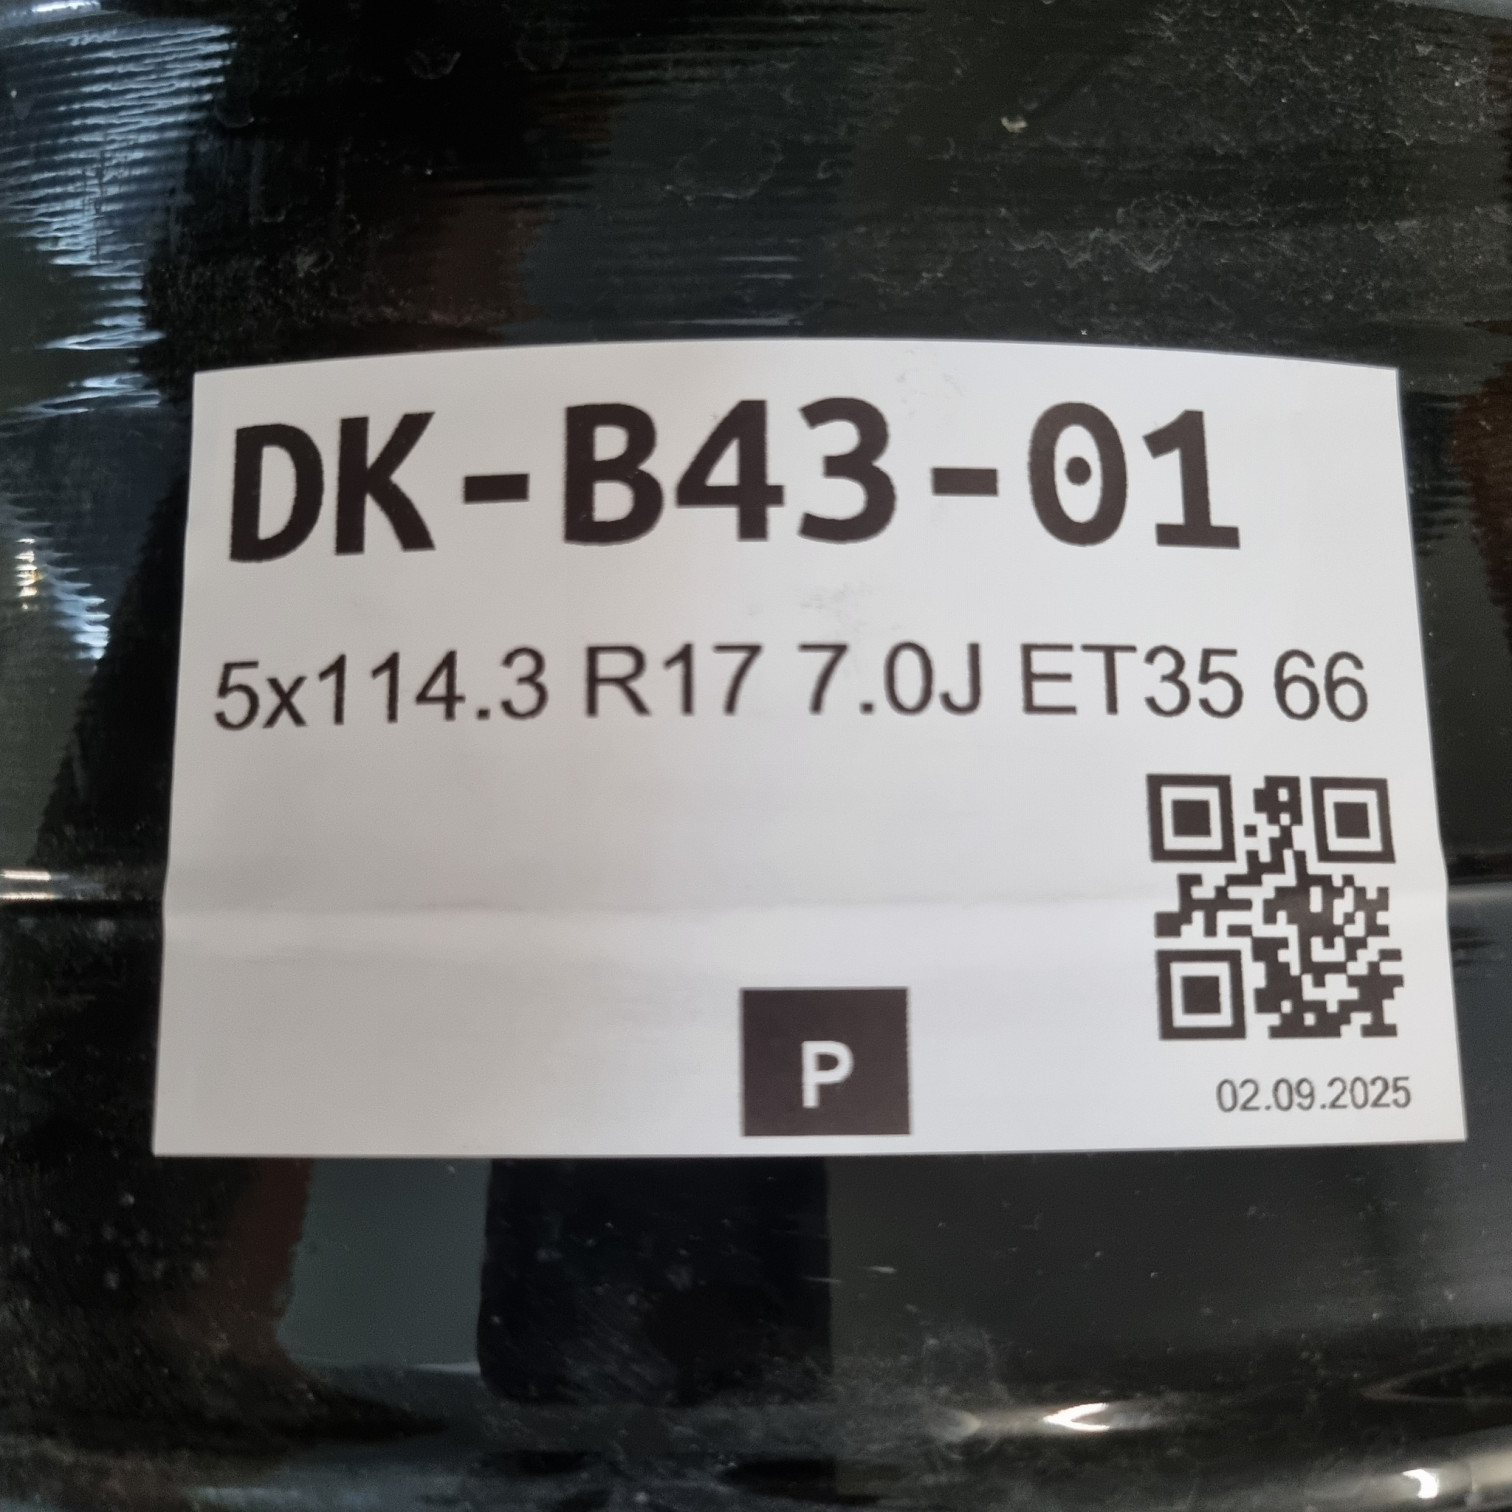 DK-B43-01
5x114.3 R17 7.0J ET35 66
P
02.09.2025